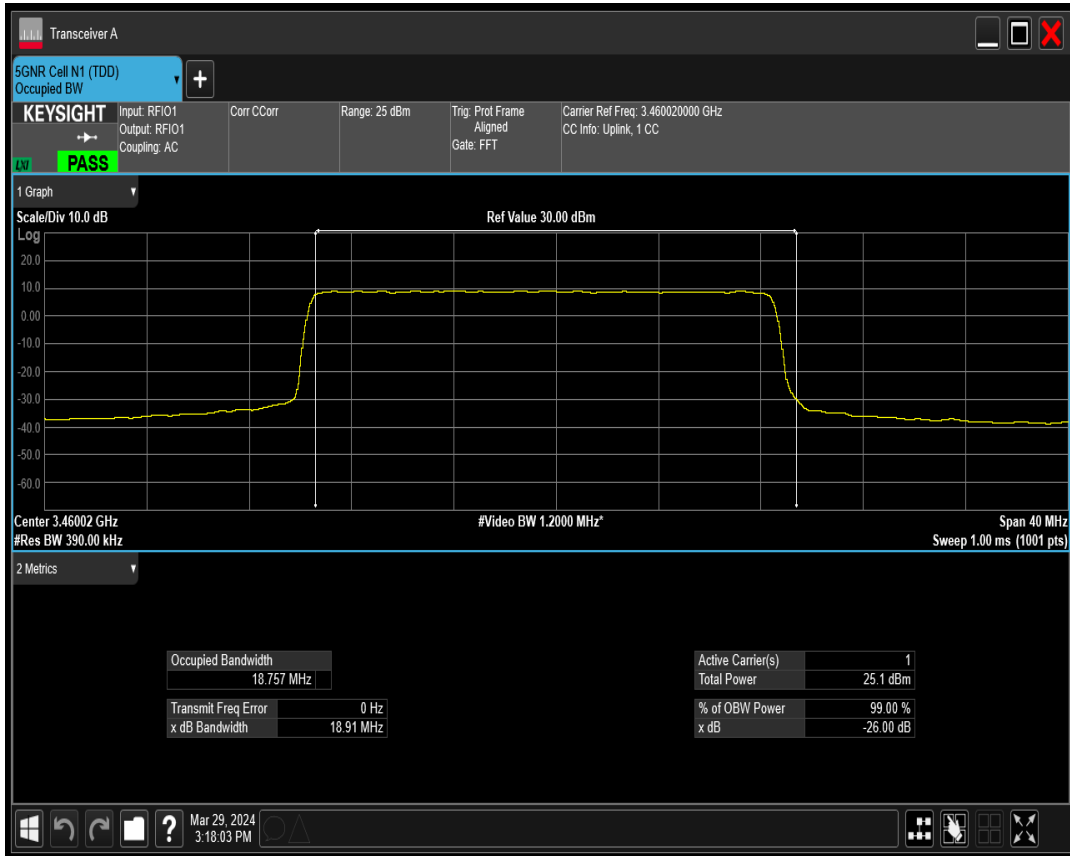 Transceiver A
5GNR Cell N1 (TDD)
Occupied BW
+
KEYSIGHT
LXI
PASS
Input: RFIO1
Output: RFIO1
Coupling: AC
Corr CCorr
Range: 25 dBm
Trig: Prot Frame
Aligned
Gate: FFT
Carrier Ref Freq: 3.460020000 GHz
CC Info: Uplink, 1 CC
1 Graph
Scale/Div 10.0 dB
Ref Value 30.00 dBm
Log
20.0
10.0
0.00
-10.0
-20.0
-30.0
-40.0
-50.0
-60.0
Center 3.46002 GHz
#Video BW 1.2000 MHz*
Span 40 MHz
#Res BW 390.00 kHz
Sweep 1.00 ms (1001 pts)
2 Metrics
Occupied Bandwidth
18.757 MHz
Transmit Freq Error 0 Hz
x dB Bandwidth 18.91 MHz
Active Carrier(s) 1
Total Power 25.1 dBm
% of OBW Power 99.00 %
x dB -26.00 dB
?
Mar 29, 2024
3:18:03 PM